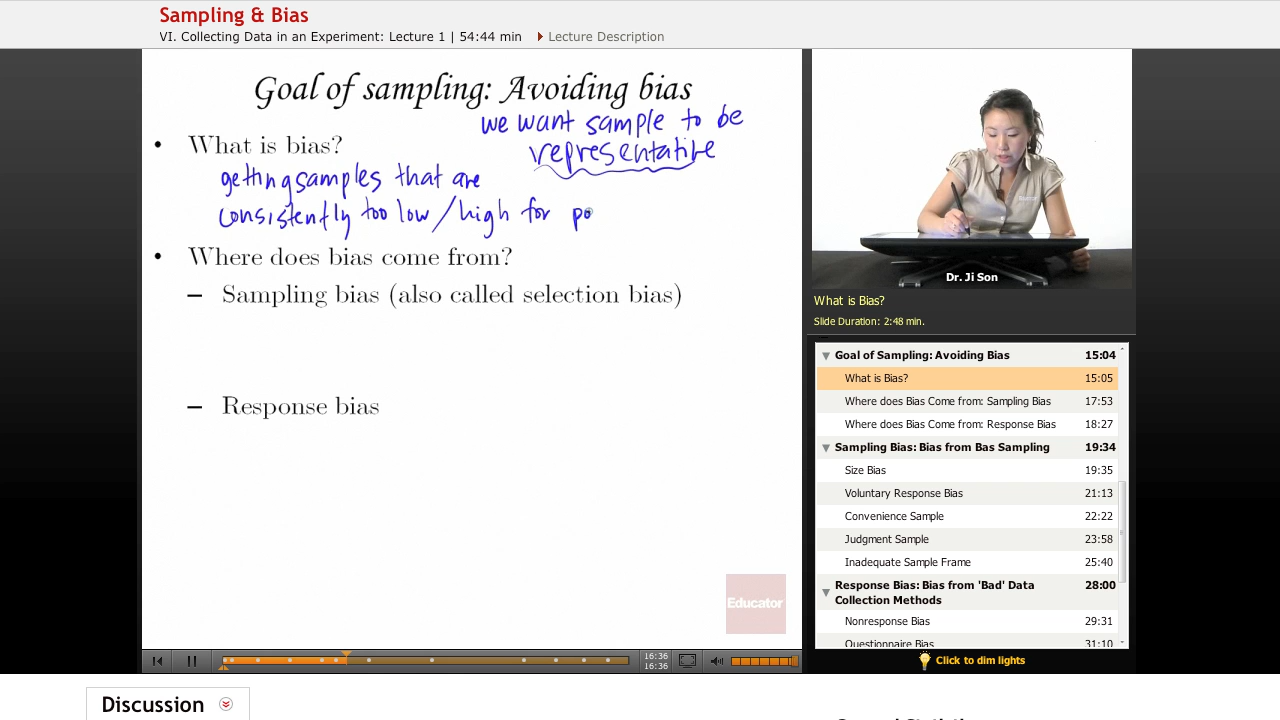 Sampling & Bias
VI. Collecting Data in an Experiment: Lecture 1 | 54:44 min
Lecture Description
Goal of sampling: Avoiding bias
we want sample to be
representative
• What is bias?
getting samples that are
consistently too low/high for po
• Where does bias come from?
– Sampling bias (also called selection bias)
– Response bias
Educator
Dr. Ji Son
What is Bias?
Slide Duration: 2:48 min.
Goal of Sampling: Avoiding Bias 15:04
What is Bias? 15:05
Where does Bias Come from: Sampling Bias 17:53
Where does Bias Come from: Response Bias 18:27
Sampling Bias: Bias from Bas Sampling 19:34
Size Bias 19:35
Voluntary Response Bias 21:13
Convenience Sample 22:22
Judgment Sample 23:58
Inadequate Sample Frame 25:40
Response Bias: Bias from 'Bad' Data 28:00
Collection Methods
Nonresponse Bias 29:31
Questionnaire Bias 31:10
16:36
16:36
Click to dim lights
Discussion